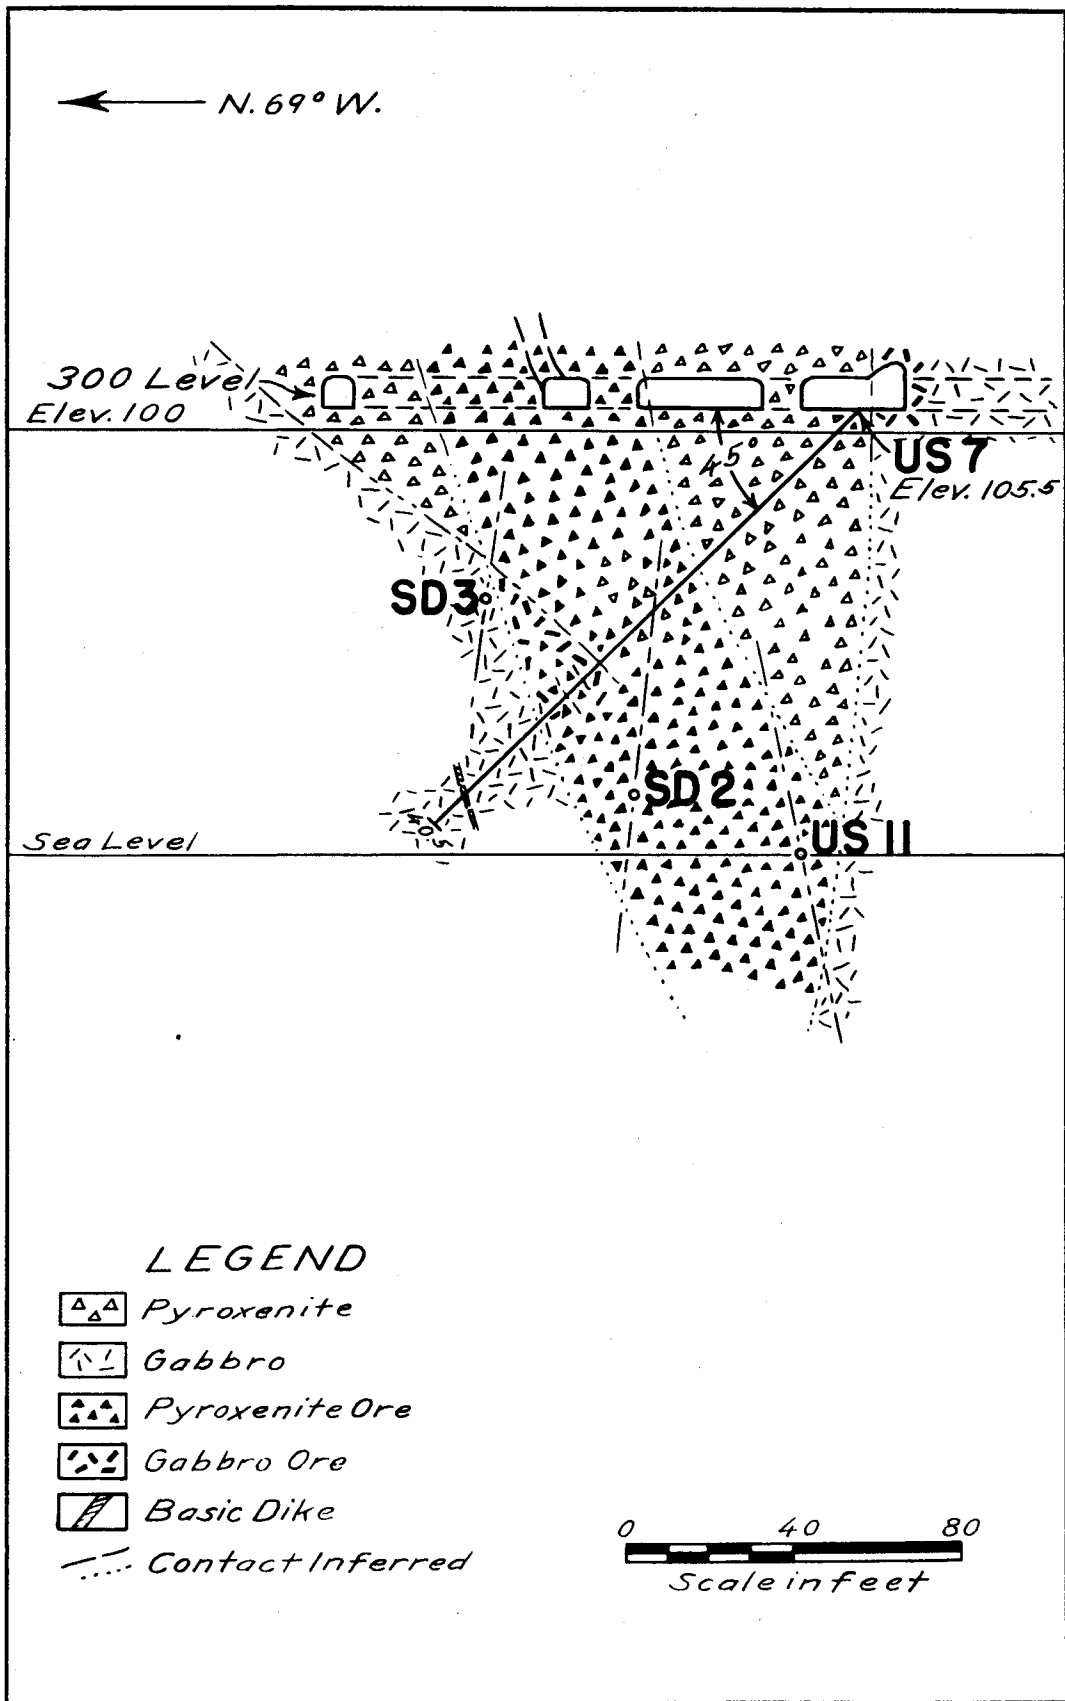 N. 69° W.
300 Level
Elev. 100
45°
US 7
Elev. 105.5
SD3
SD 2
US 11
Sea Level
LEGEND
Pyroxenite
Gabbro
Pyroxenite Ore
Gabbro Ore
Basic Dike
Contact Inferred
0 40 80
Scale in feet